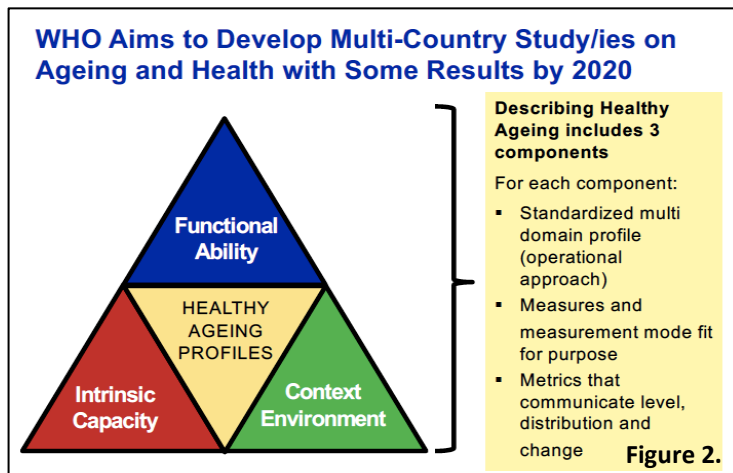 WHO Aims to Develop Multi-Country Study/ies on
Ageing and Health with Some Results by 2020
Functional
Ability
HEALTHY
AGEING
PROFILES
Intrinsic
Capacity
Context
Environment
Describing Healthy
Ageing includes 3
components
For each component:
▪ Standardized multi
domain profile
(operational
approach)
▪ Measures and
measurement mode fit
for purpose
▪ Metrics that
communicate level,
distribution and
change
Figure 2.